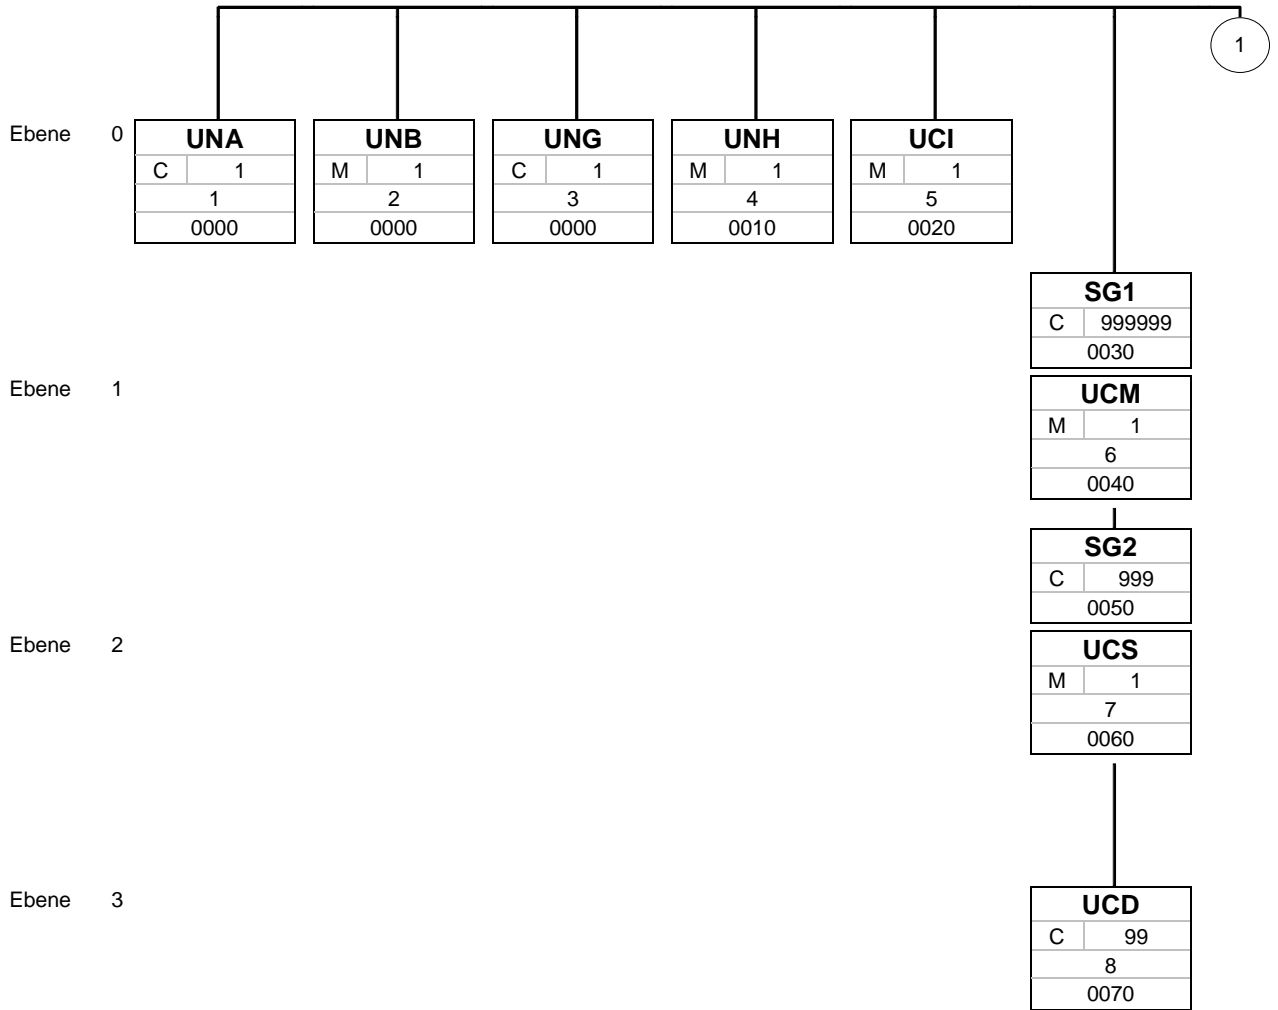 1
Ebene 0
UNA UNB UNG UNH UCI
C 1 M 1 C 1 M 1 M 1
1 2 3 4 5
0000 0000 0000 0010 0020
SG1
C 999999
0030
Ebene 1
UCM
M 1
6
0040
SG2
C 999
0050
Ebene 2
UCS
M 1
7
0060
Ebene 3
UCD
C 99
8
0070